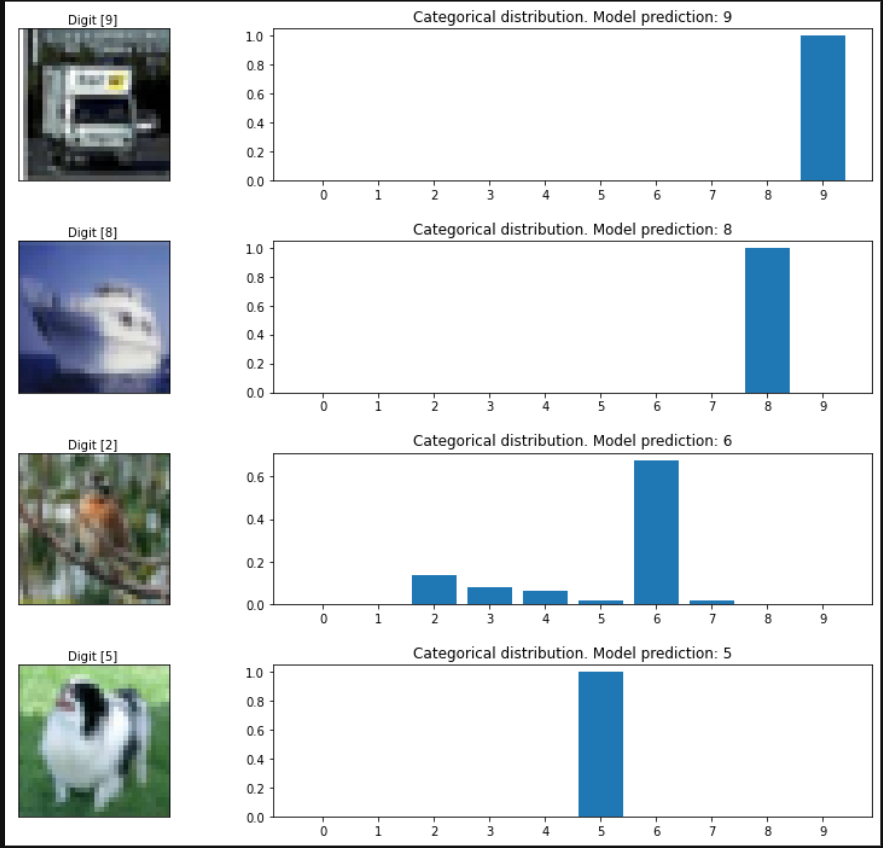 Digit [9]
Categorical distribution. Model prediction: 9
1.0
0.8
0.6
0.4
0.2
0.0
0 1 2 3 4 5 6 7 8 9
Digit [8]
Categorical distribution. Model prediction: 8
1.0
0.8
0.6
0.4
0.2
0.0
0 1 2 3 4 5 6 7 8 9
Digit [2]
Categorical distribution. Model prediction: 6
0.6
0.4
0.2
0.0
0 1 2 3 4 5 6 7 8 9
Digit [5]
Categorical distribution. Model prediction: 5
1.0
0.8
0.6
0.4
0.2
0.0
0 1 2 3 4 5 6 7 8 9